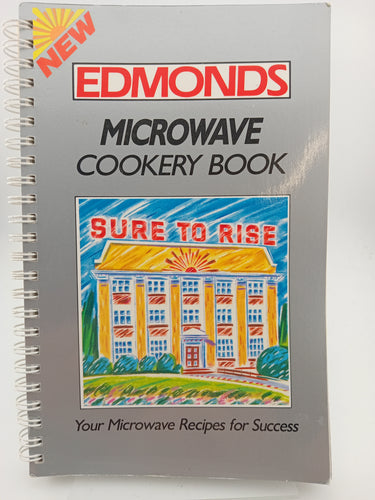 NEW
EDMONDS
MICROWAVE
COOKERY BOOK
SURE TO RISE
Your Microwave Recipes for Success